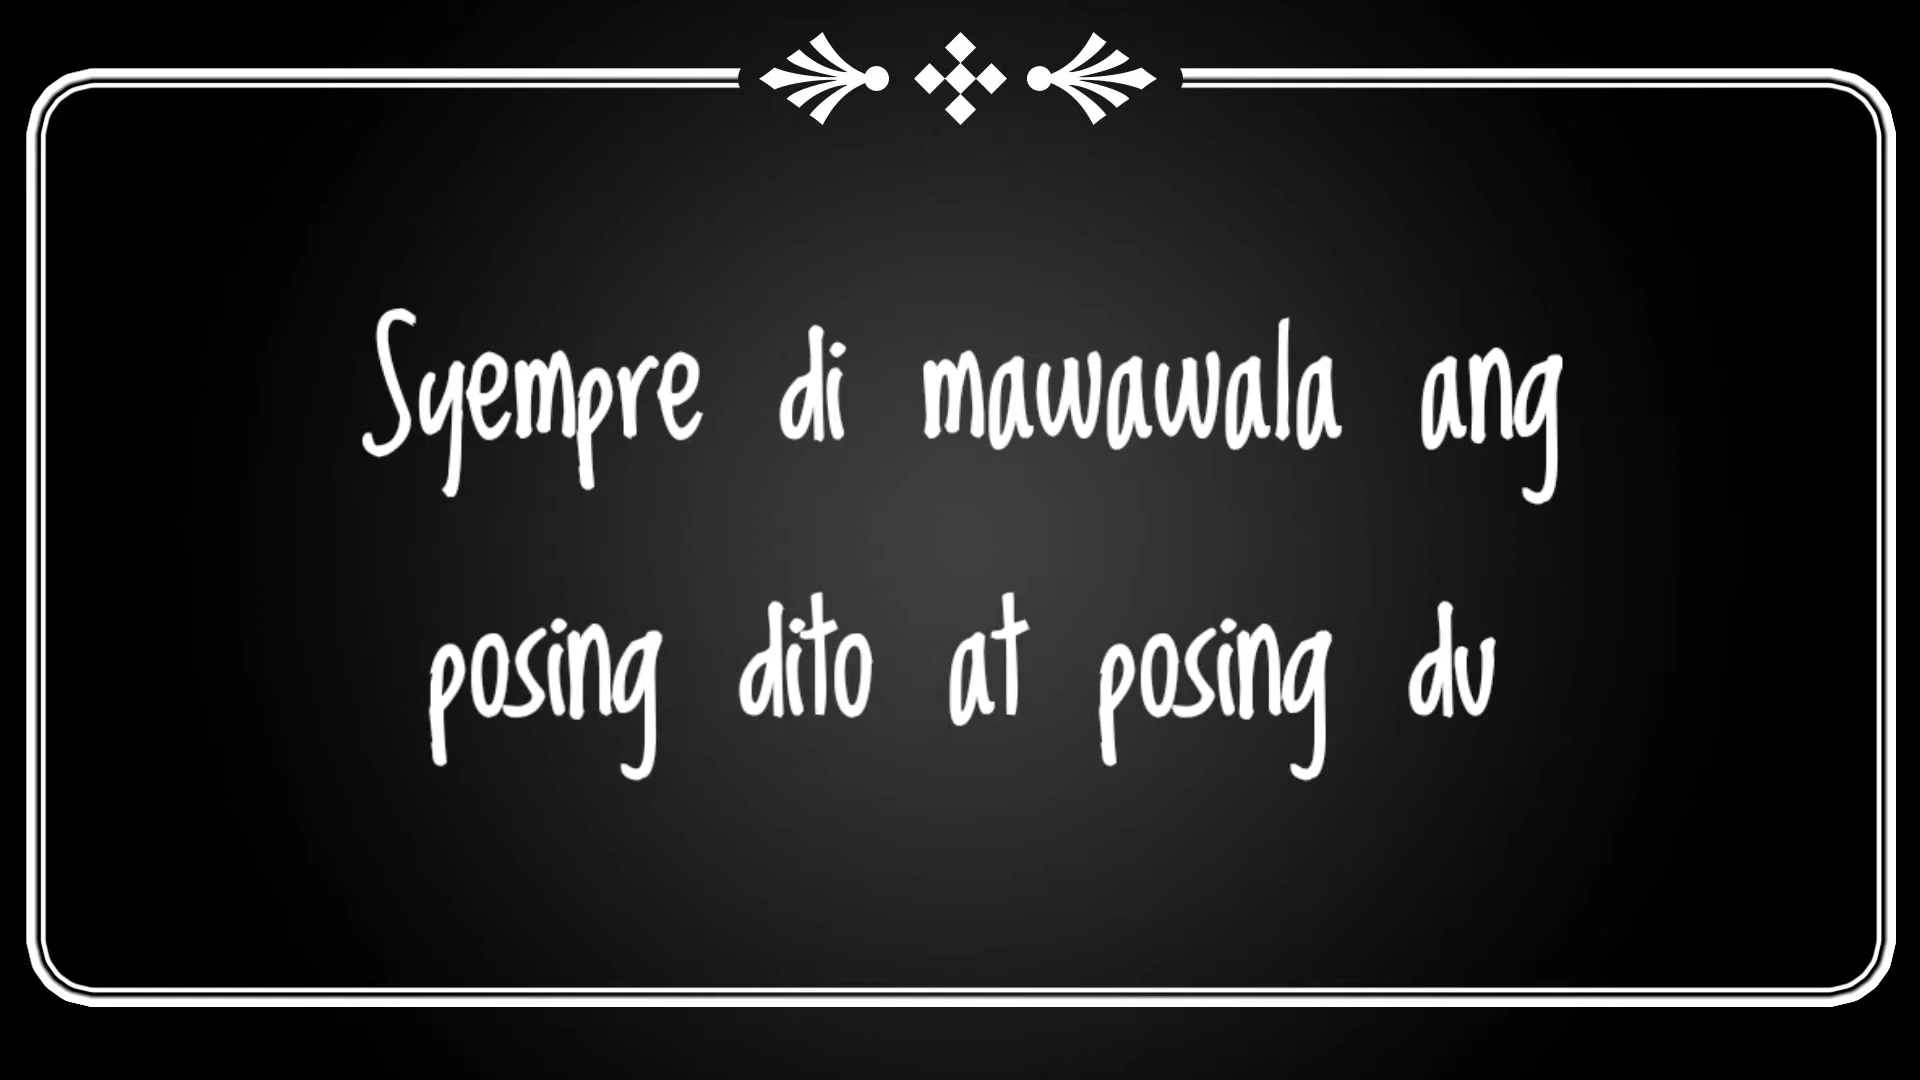 Syempre di mawawala ang
posing dito at posing du